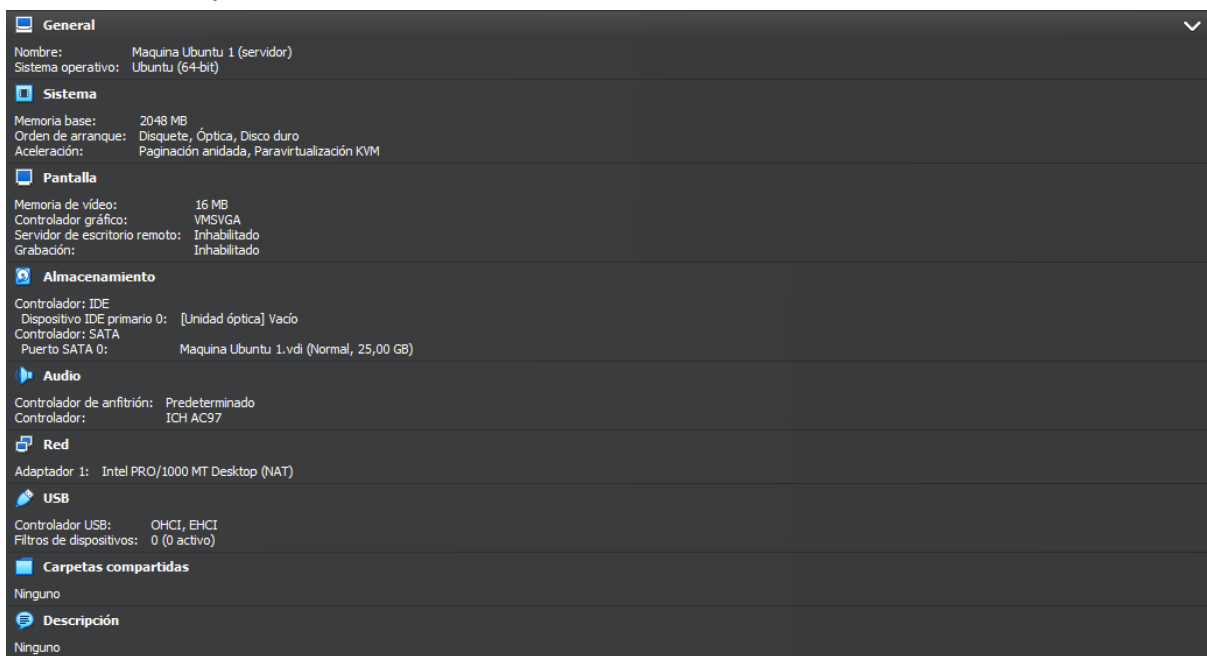 General
Nombre: Maquina Ubuntu 1 (servidor)
Sistema operativo: Ubuntu (64-bit)
Sistema
Memoria base: 2048 MB
Orden de arranque: Disquete, Óptica, Disco duro
Aceleración: Paginación anidada, Paravirtualización KVM
Pantalla
Memoria de vídeo: 16 MB
Controlador gráfico: VMSVGA
Servidor de escritorio remoto: Inhabilitado
Grabación: Inhabilitado
Almacenamiento
Controlador: IDE
Dispositivo IDE primario 0: [Unidad óptica] Vacío
Controlador: SATA
Puerto SATA 0: Maquina Ubuntu 1.vdi (Normal, 25,00 GB)
Audio
Controlador de anfitrión: Predeterminado
Controlador: ICH AC97
Red
Adaptador 1: Intel PRO/1000 MT Desktop (NAT)
USB
Controlador USB: OHCI, EHCI
Filtros de dispositivos: 0 (0 activo)
Carpetas compartidas
Ninguno
Descripción
Ninguno